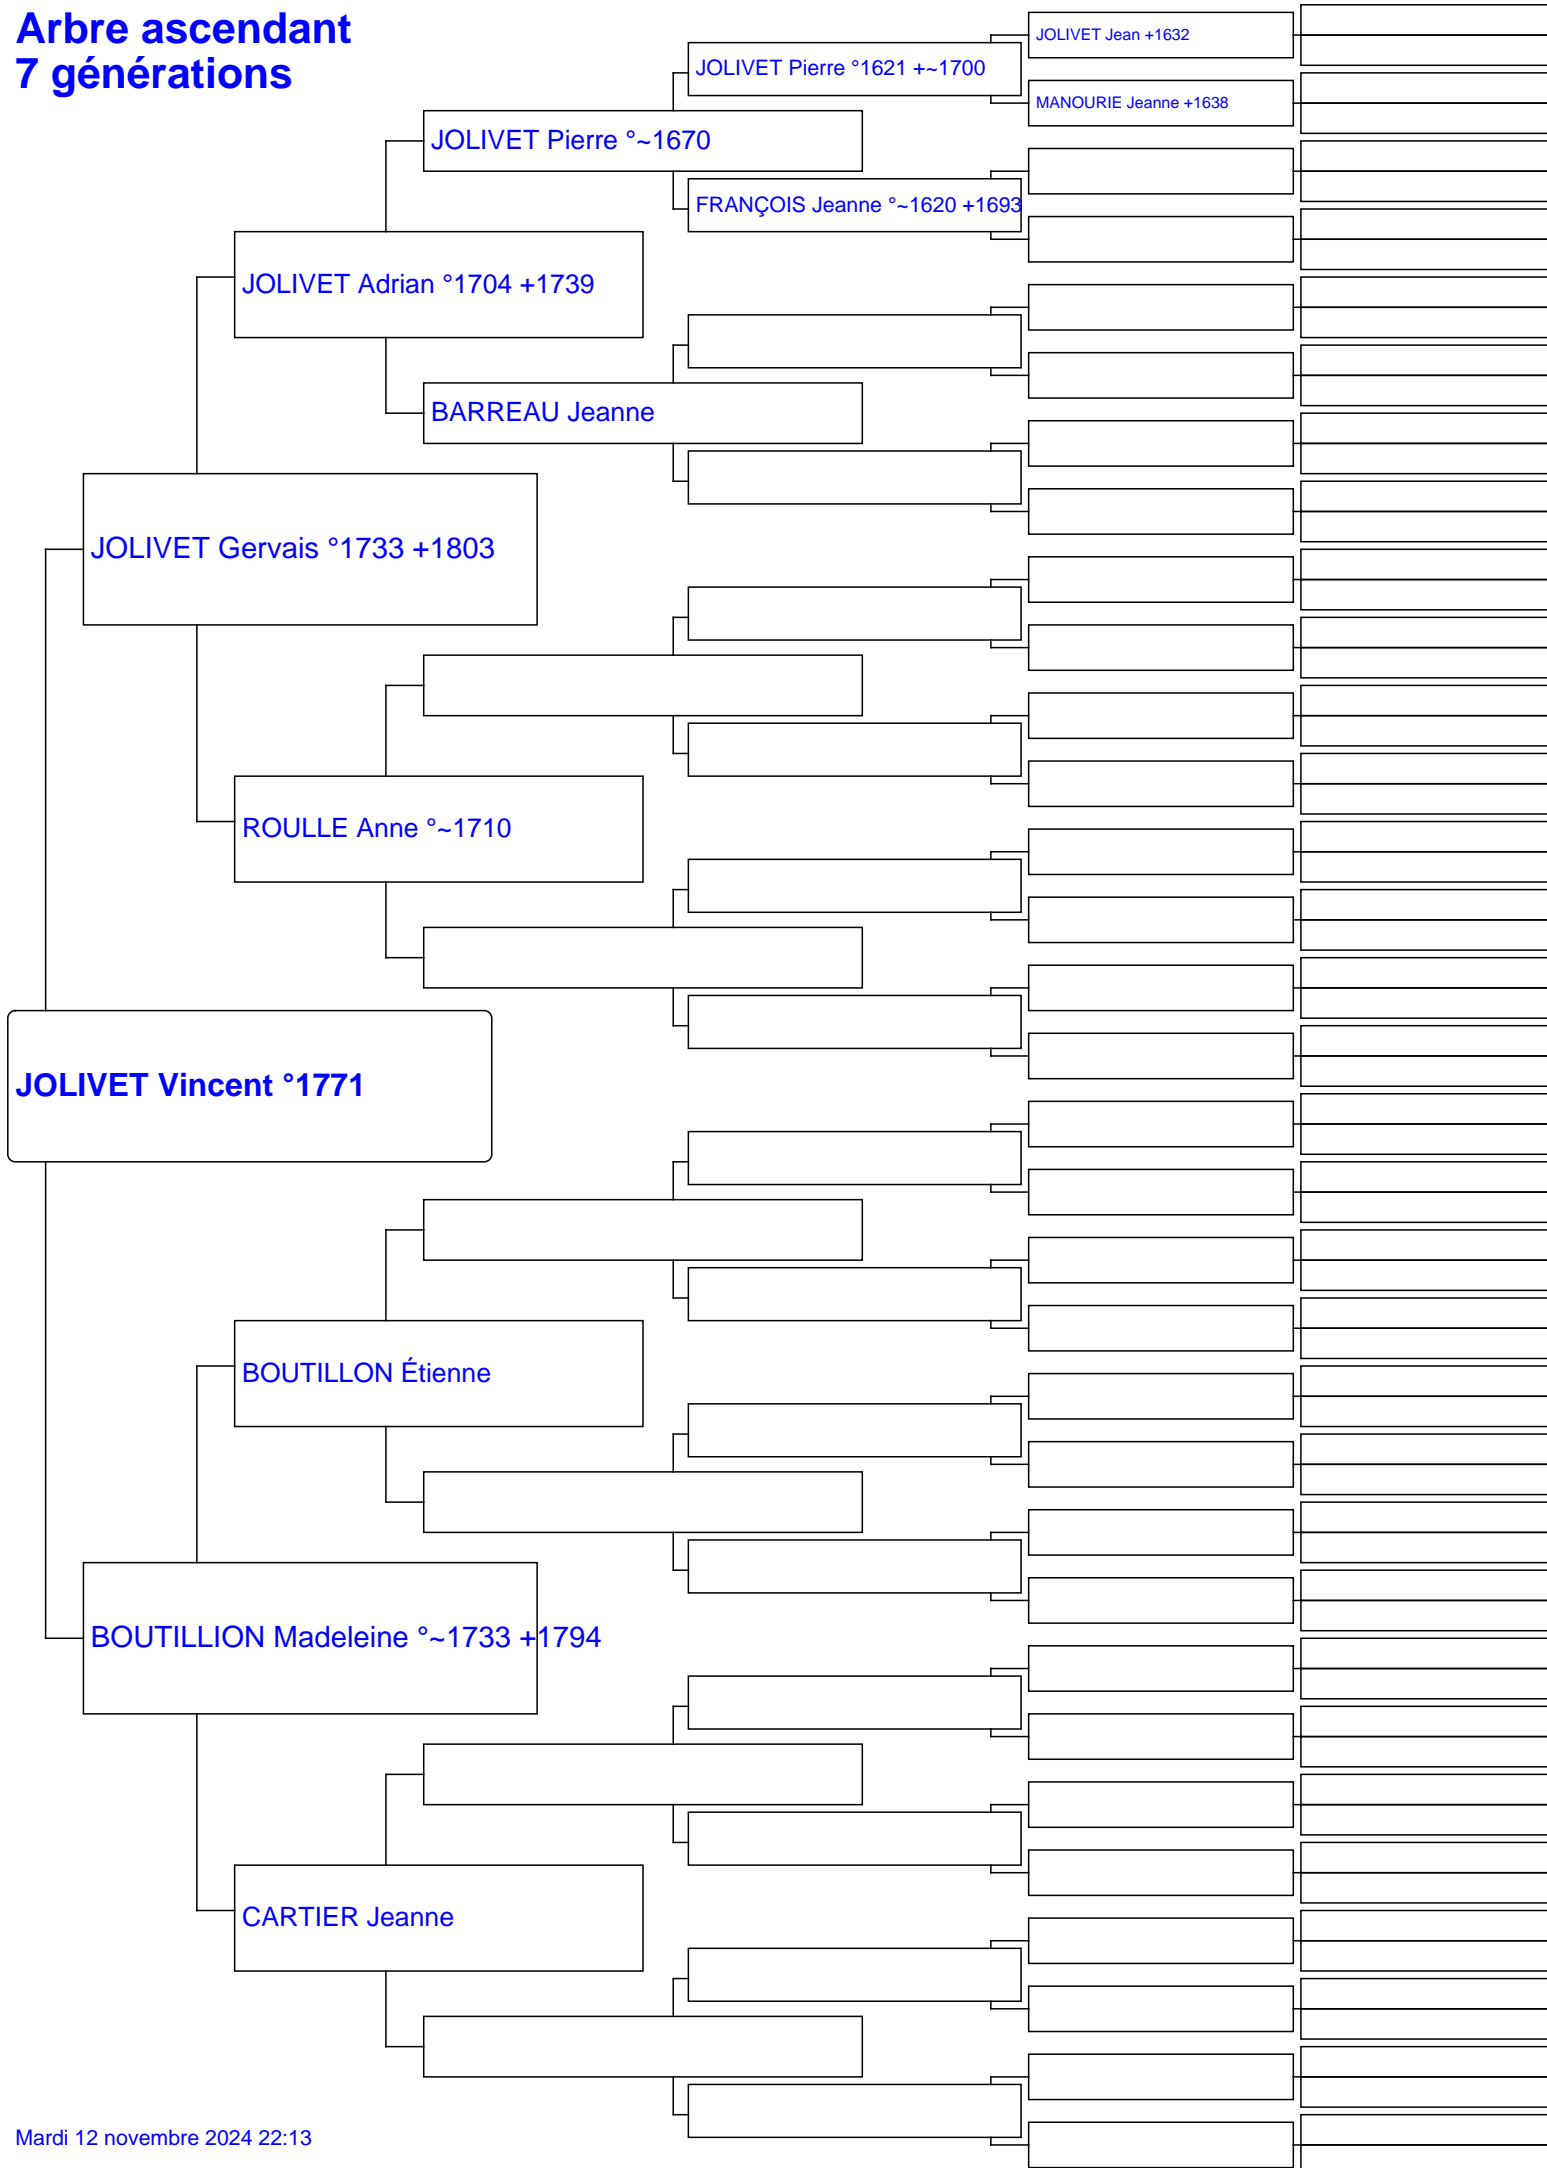 Arbre ascendant
7 générations
JOLIVET Jean +1632
JOLIVET Pierre °1621 +~1700
MANOURIE Jeanne +1638
JOLIVET Pierre °~1670
FRANÇOIS Jeanne °~1620 +1693
JOLIVET Adrian °1704 +1739
BARREAU Jeanne
JOLIVET Gervais °1733 +1803
ROULLE Anne °~1710
JOLIVET Vincent °1771
BOUTILLON Étienne
BOUTILLION Madeleine °~1733 +1794
CARTIER Jeanne
Mardi 12 novembre 2024 22:13